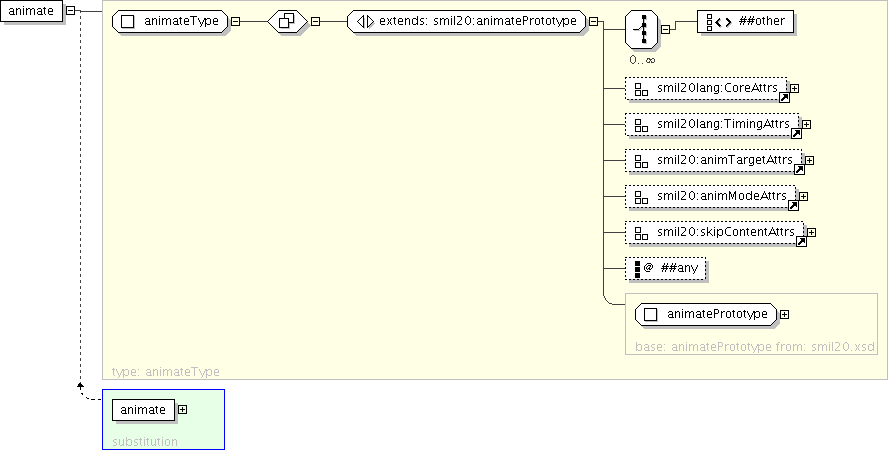 animate
animateType
extends: smil20:animatePrototype
##other
0..∞
smil20lang:CoreAttrs
smil20lang:TimingAttrs
smil20:animTargetAttrs
smil20:animModeAttrs
smil20:skipContentAttrs
@ ##any
animatePrototype
base: animatePrototype from: smil20.xsd
type: animateType
animate
substitution